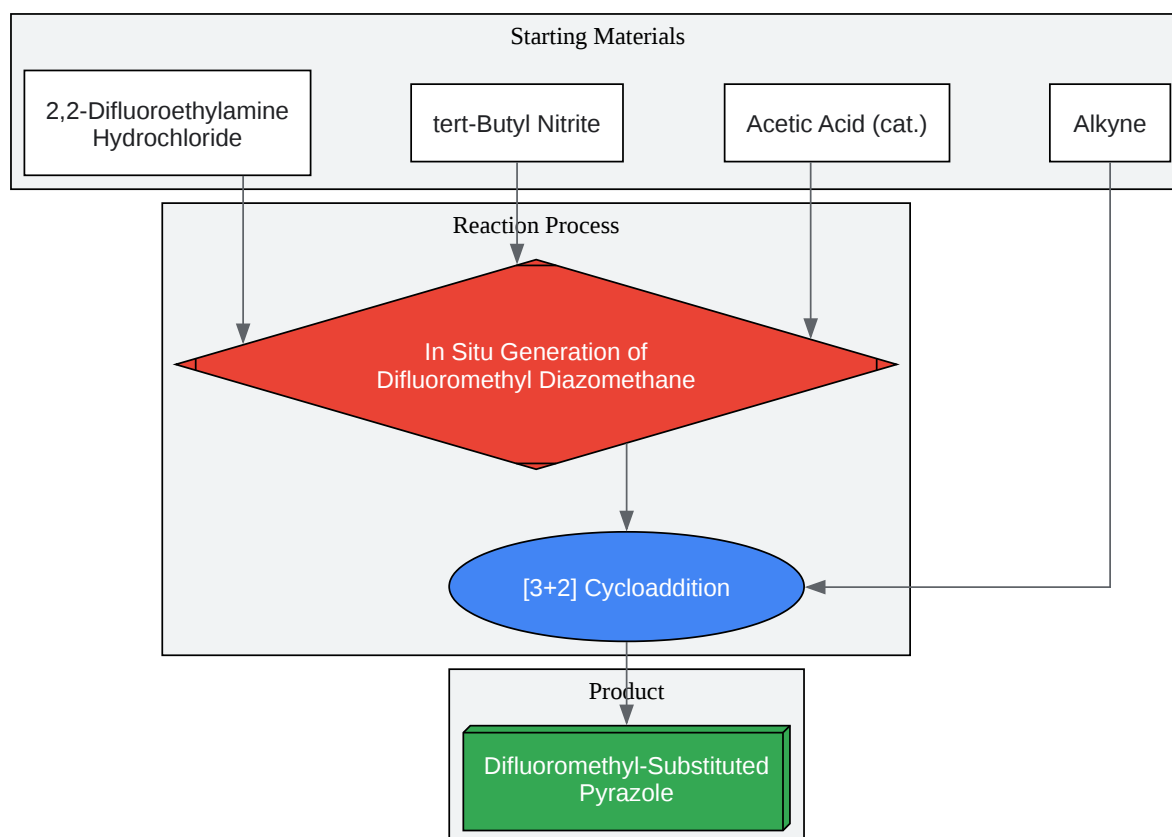 Starting Materials
2,2-Difluoroethylamine
Hydrochloride
tert-Butyl Nitrite
Acetic Acid (cat.)
Alkyne
Reaction Process
In Situ Generation of
Difluoromethyl Diazomethane
[3+2] Cycloaddition
Product
Difluoromethyl-Substituted
Pyrazole